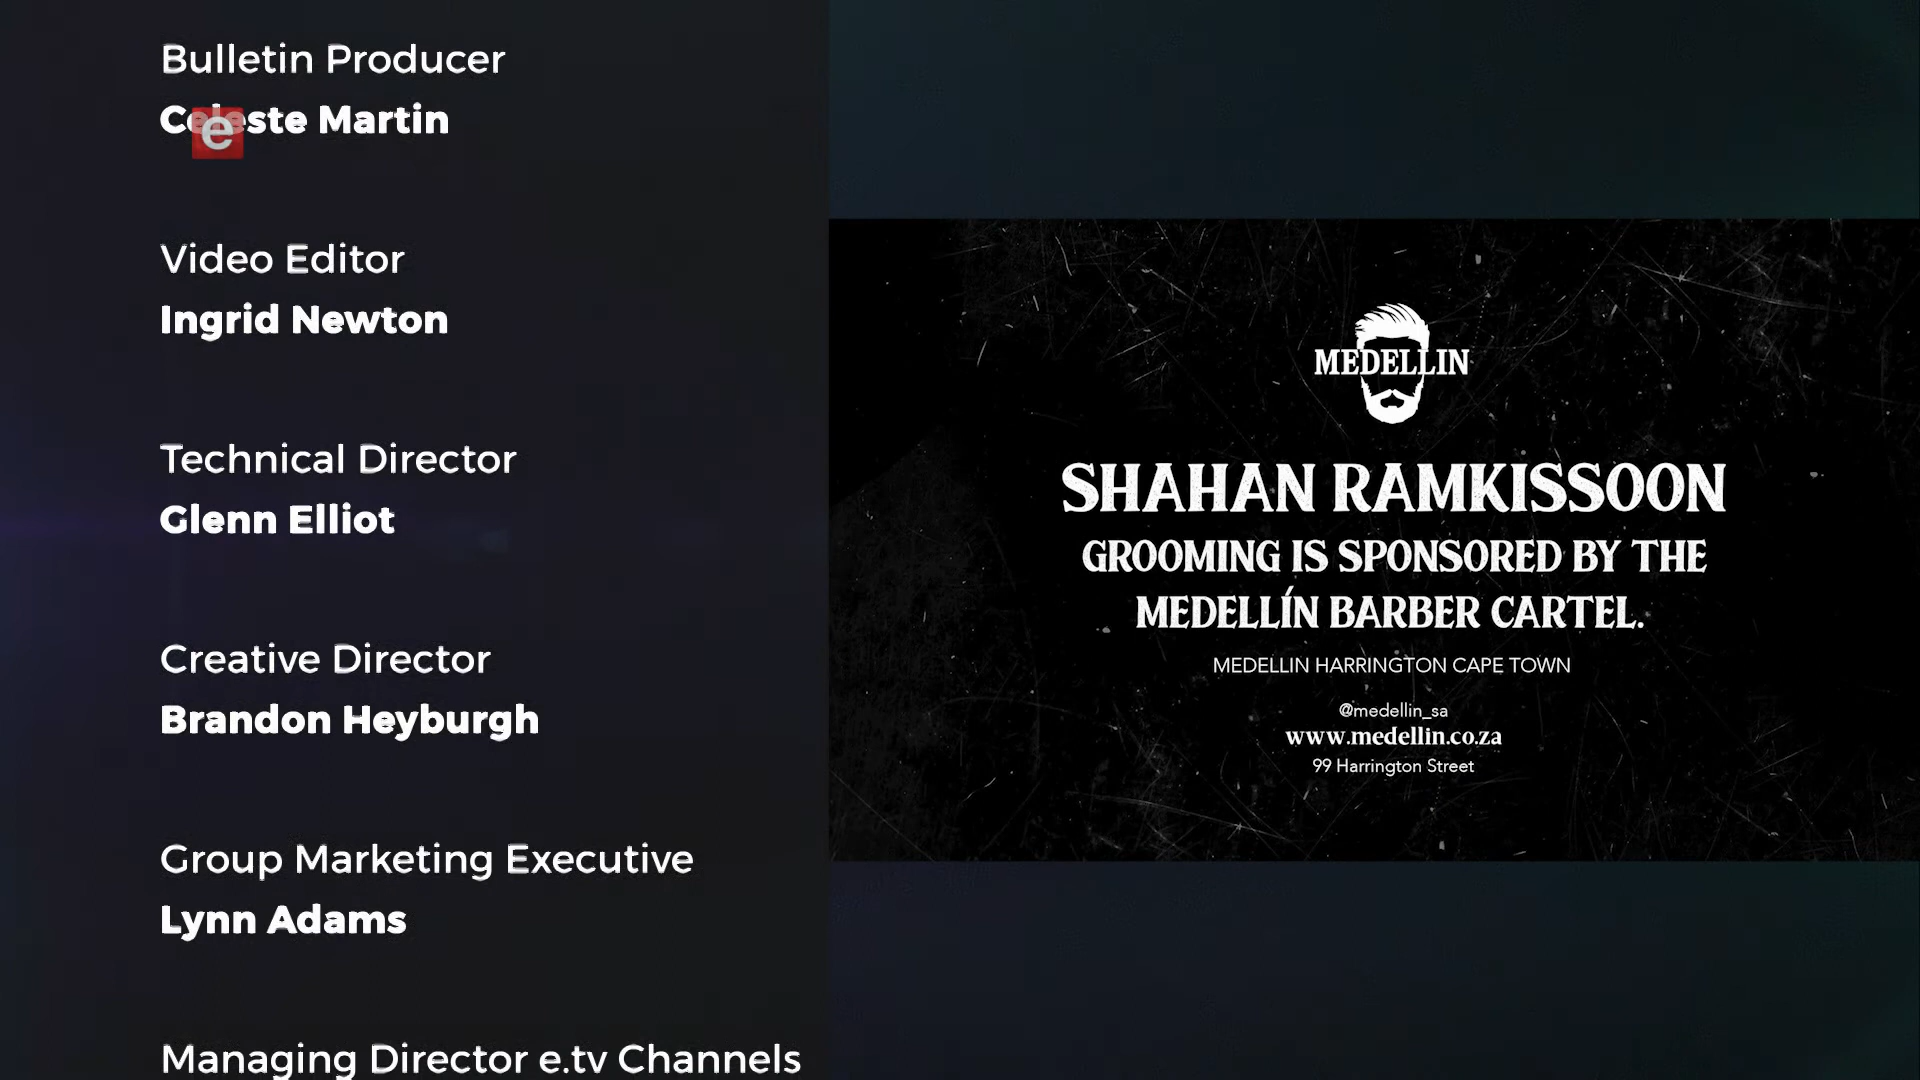 Bulletin Producer
Celeste Martin
e
Video Editor
Ingrid Newton
Technical Director
Glenn Elliot
Creative Director
Brandon Heyburgh
Group Marketing Executive
Lynn Adams
Managing Director e.tv Channels
MEDELLIN
SHAHAN RAMKISSOON
GROOMING IS SPONSORED BY THE
MEDELLÍN BARBER CARTEL.
MEDELLIN HARRINGTON CAPE TOWN
@medellin_sa
www.medellin.co.za
99 Harrington Street